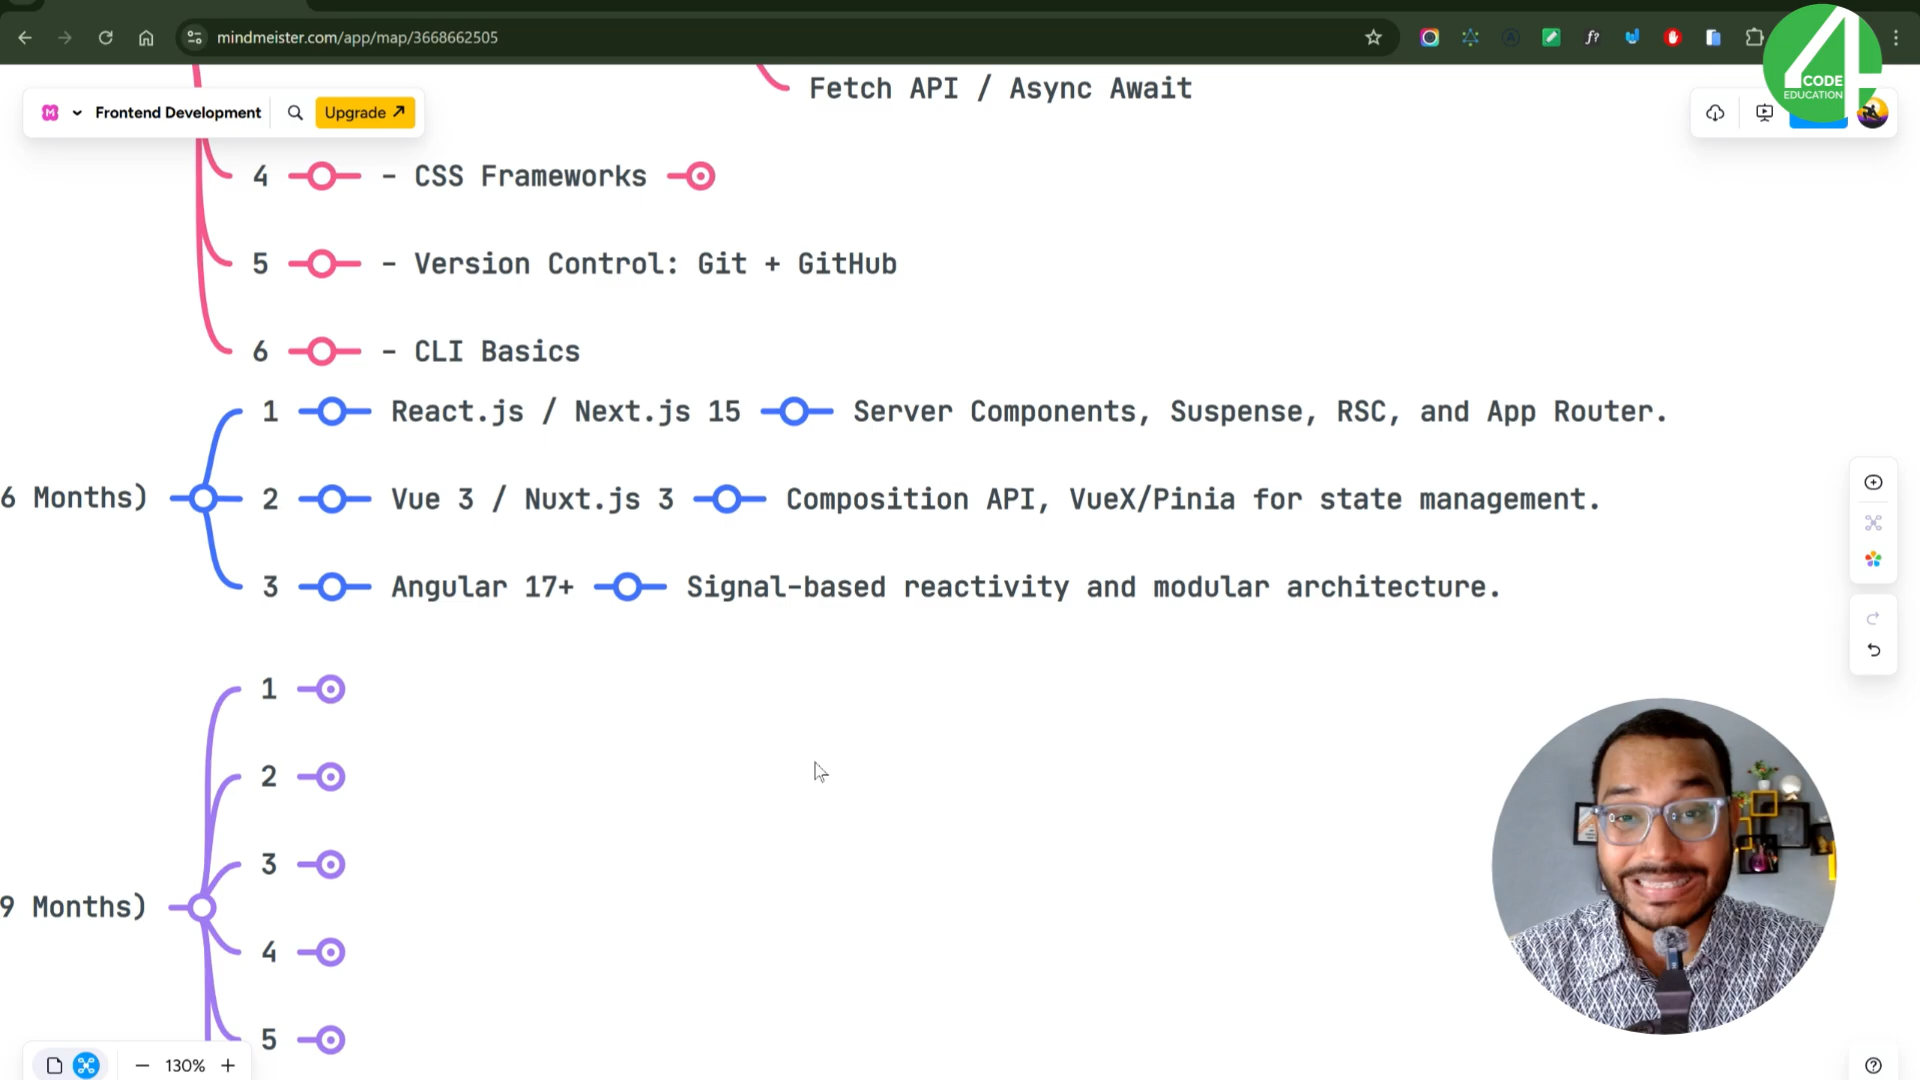 mindmeister.com/app/map/3668662505
f?
CODE
EDUCATION
Frontend Development
Upgrade
Fetch API / Async Await
4 - CSS Frameworks
5 - Version Control: Git + GitHub
6 - CLI Basics
6 Months)
1 React.js / Next.js 15 Server Components, Suspense, RSC, and App Router.
2 Vue 3 / Nuxt.js 3 Composition API, VueX/Pinia for state management.
3 Angular 17+ Signal-based reactivity and modular architecture.
9 Months)
1
2
3
4
5
130%